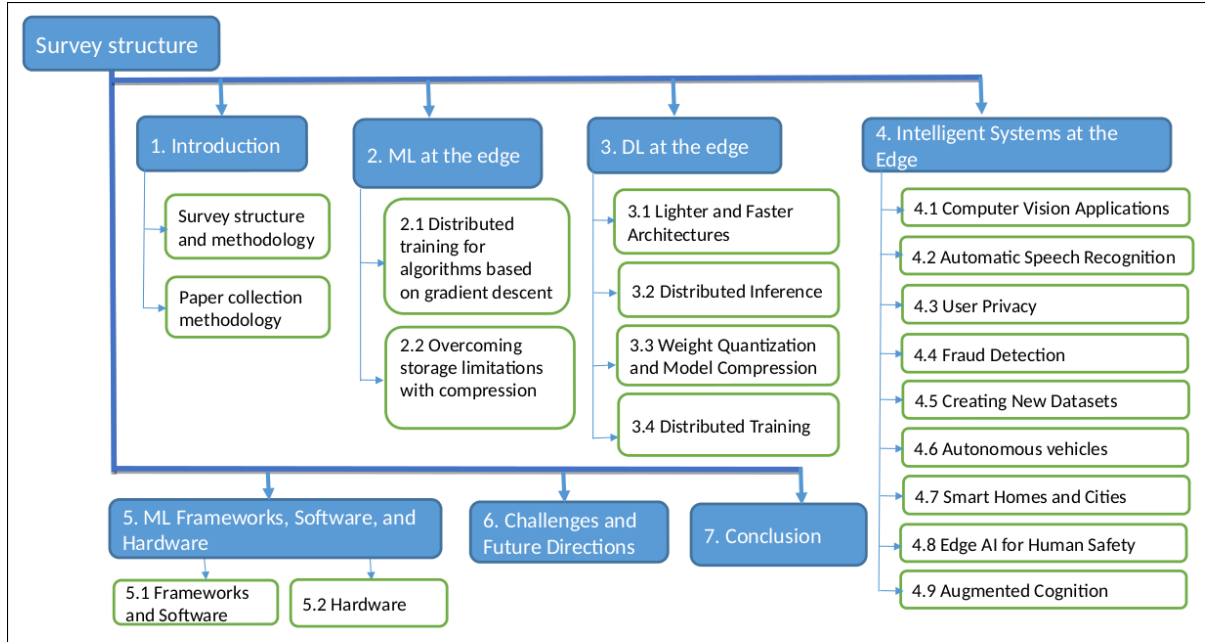 Survey structure
1. Introduction
Survey structure
and methodology
Paper collection
methodology
2. ML at the edge
2.1 Distributed
training for
algorithms based
on gradient descent
2.2 Overcoming
storage limitations
with compression
3. DL at the edge
3.1 Lighter and Faster
Architectures
3.2 Distributed Inference
3.3 Weight Quantization
and Model Compression
3.4 Distributed Training
4. Intelligent Systems at the
Edge
4.1 Computer Vision Applications
4.2 Automatic Speech Recognition
4.3 User Privacy
4.4 Fraud Detection
4.5 Creating New Datasets
4.6 Autonomous vehicles
4.7 Smart Homes and Cities
4.8 Edge AI for Human Safety
4.9 Augmented Cognition
5. ML Frameworks, Software, and
Hardware
5.1 Frameworks
and Software
5.2 Hardware
6. Challenges and
Future Directions
7. Conclusion